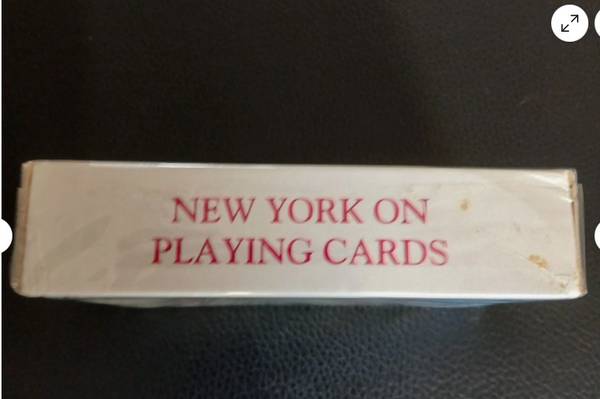 NEW YORK ON
PLAYING CARDS